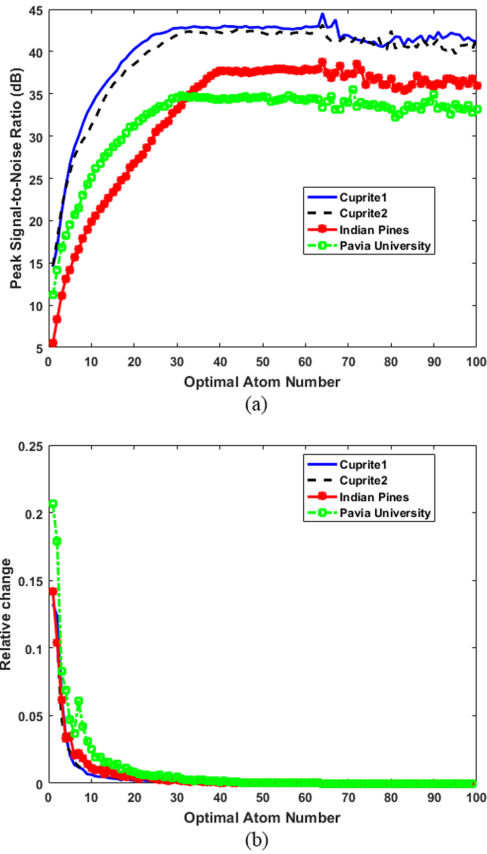 45
40
35
30
25
20
15
10
5
Peak Signal-to-Noise Ratio (dB)
Cuprite1
Cuprite2
Indian Pines
Pavia University
0 10 20 30 40 50 60 70 80 90 100
Optimal Atom Number
(a)
0.25
0.2
0.15
0.1
0.05
0
Relative change
Cuprite1
Cuprite2
Indian Pines
Pavia University
0 10 20 30 40 50 60 70 80 90 100
Optimal Atom Number
(b)